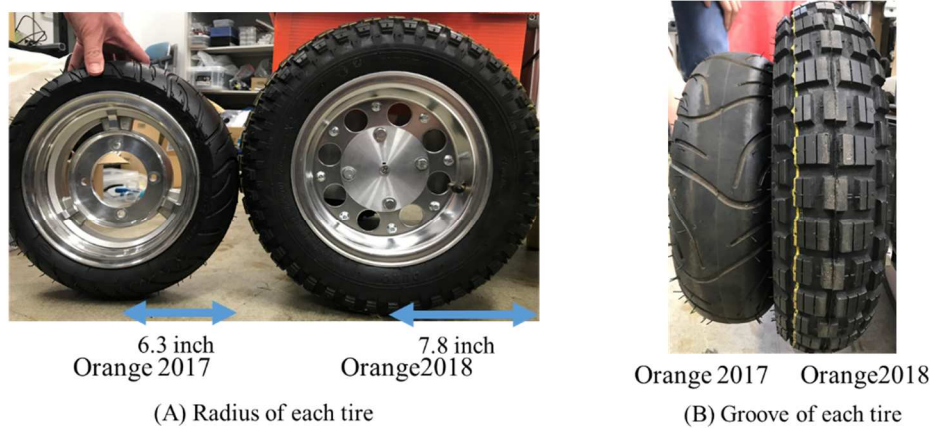 6.3 inch
7.8 inch
Orange 2017
Orange2018
(A) Radius of each tire
Orange 2017
Orange2018
(B) Groove of each tire